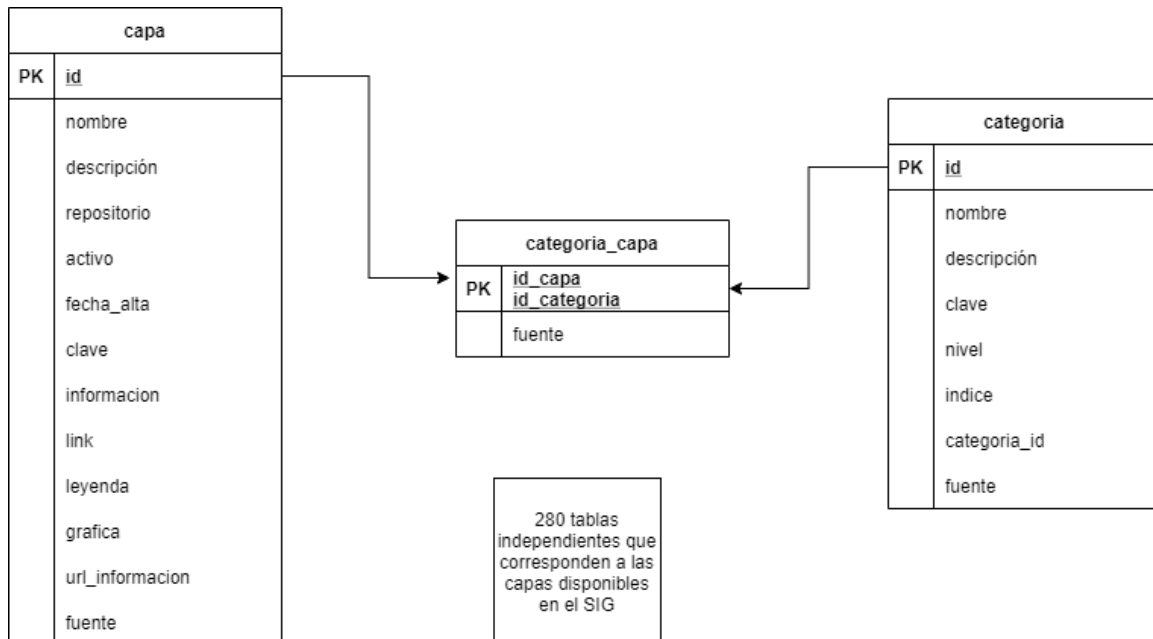 capa
PK id
nombre
descripción
repositorio
activo
fecha_alta
clave
informacion
link
leyenda
grafica
url_informacion
fuente
categoria_capa
PK id_capa
id_categoria
fuente
280 tablas
independientes que
corresponden a las
capas disponibles
en el SIG
categoria
PK id
nombre
descripción
clave
nivel
indice
categoria_id
fuente